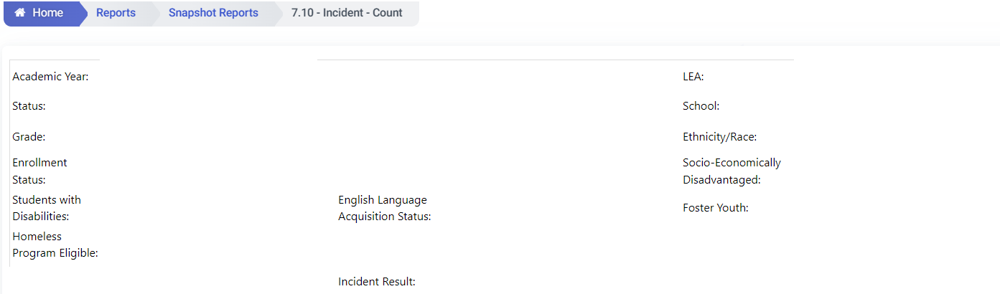 Home Reports Snapshot Reports 7.10 - Incident - Count
Academic Year: LEA:
Status: School:
Grade: Ethnicity/Race:
Enrollment Socio-Economically
Status: Disadvantaged:
Students with English Language
Disabilities: Acquisition Status: Foster Youth:
Homeless
Program Eligible:
Incident Result: